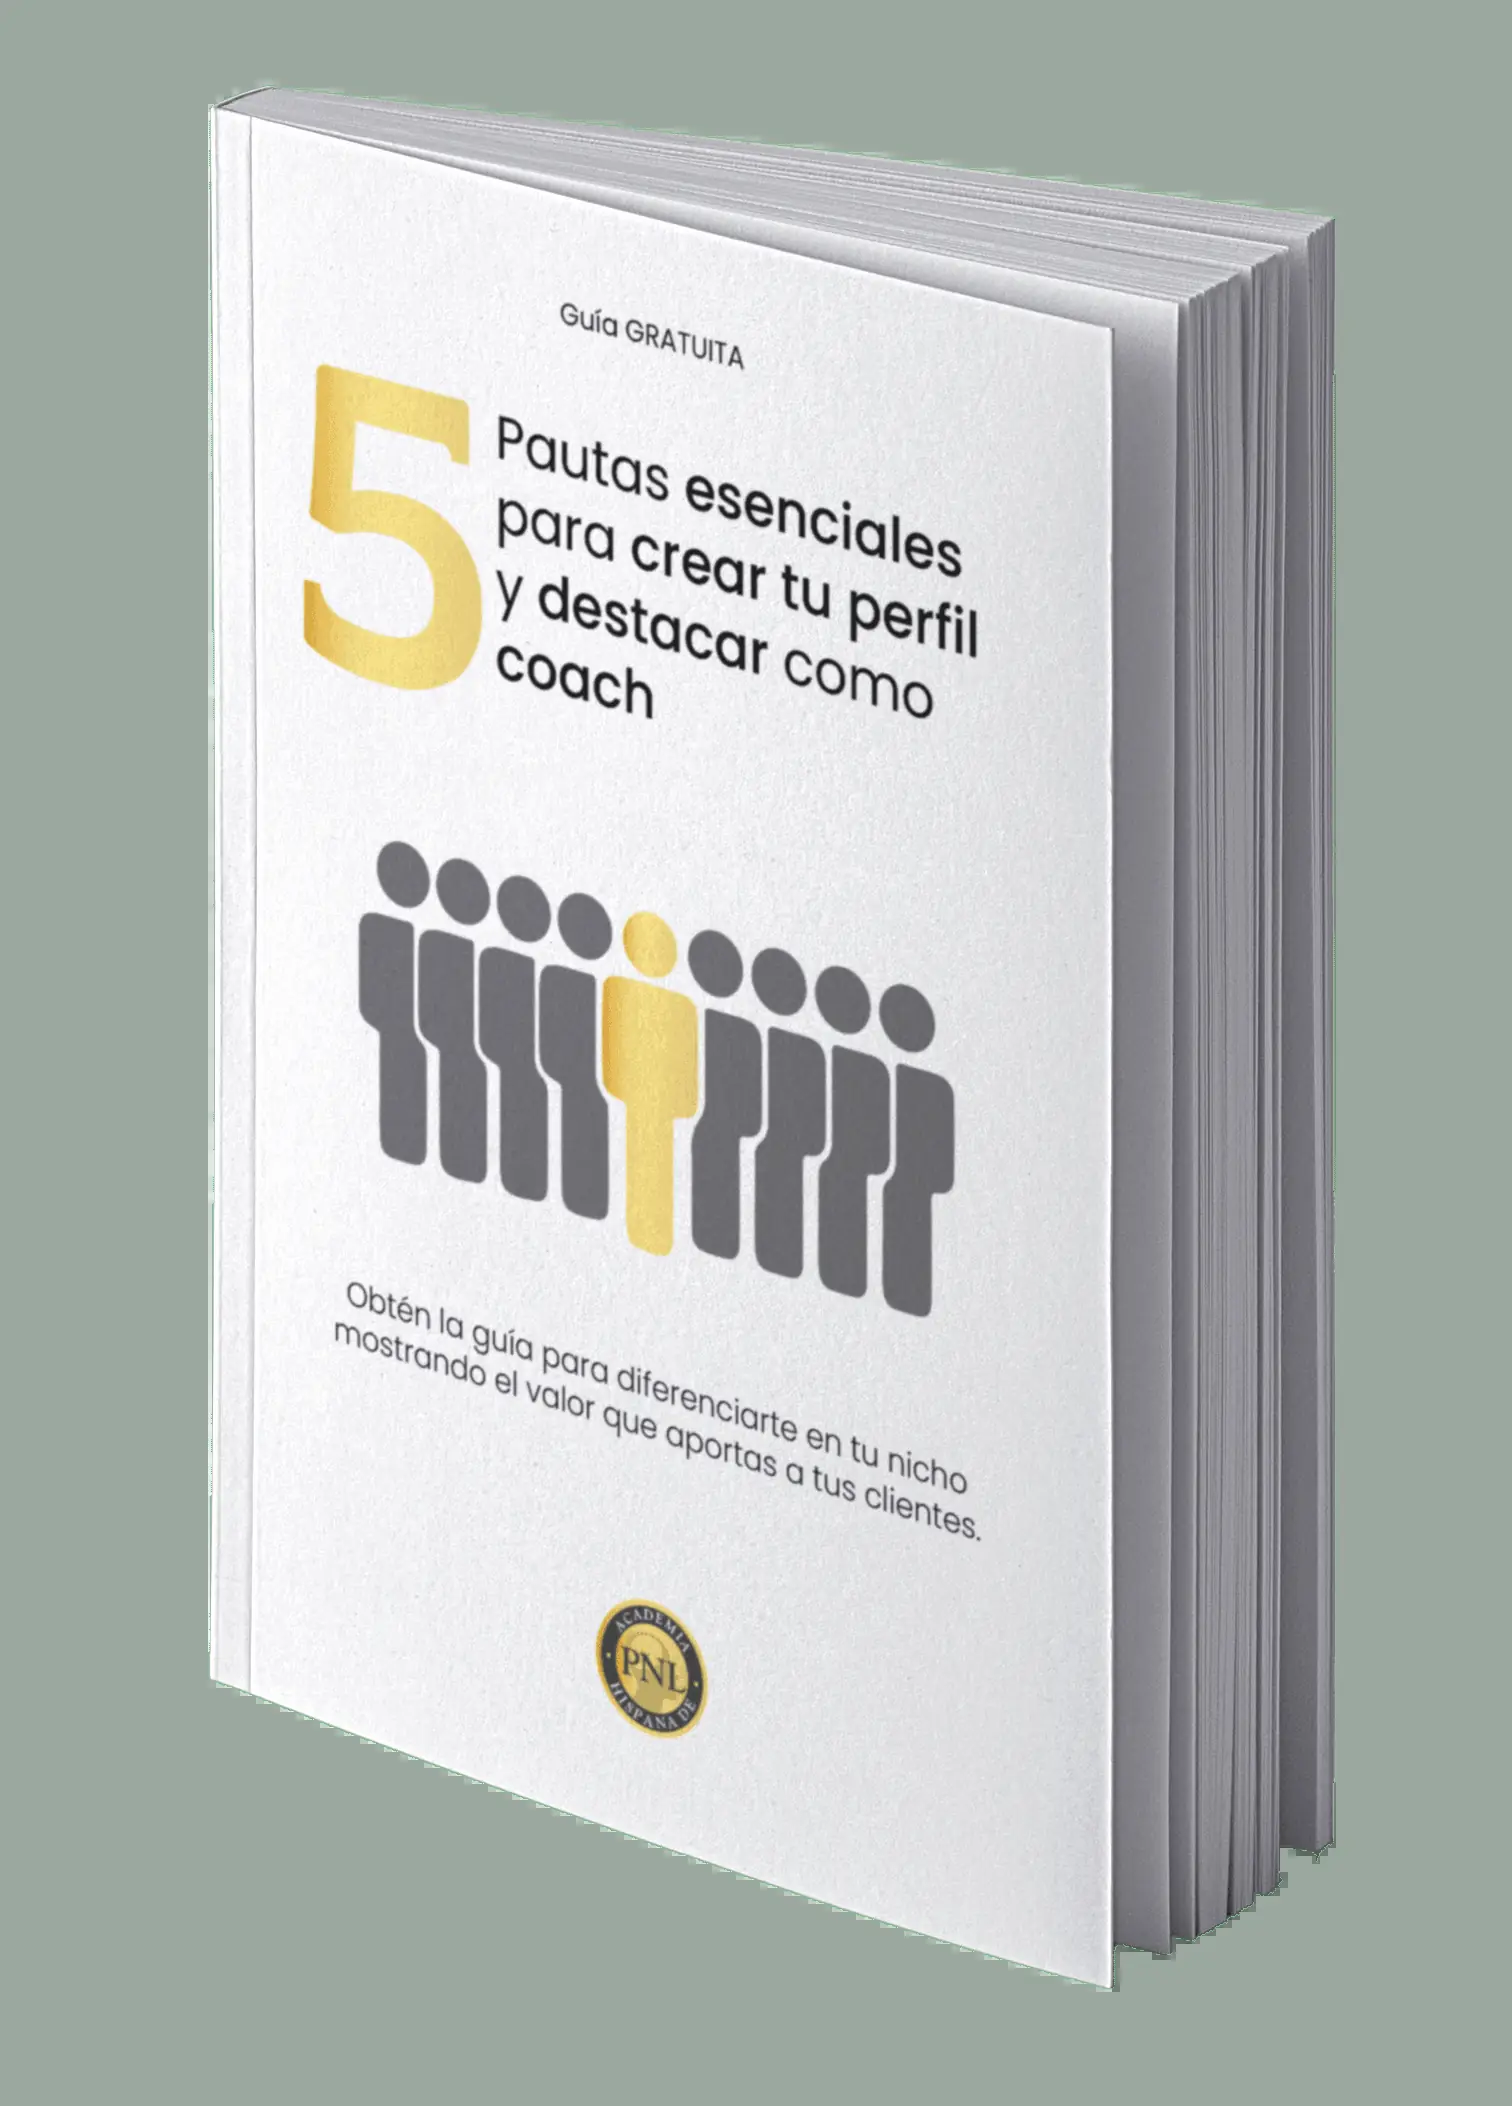 Guía GRATUITA
5
Pautas esenciales
para crear tu perfil
y destacar como
coach
Obtén la guía para diferenciarte en tu nicho
mostrando el valor que aportas a tus clientes.
ACADEMIA
PNL
HISPANA DE